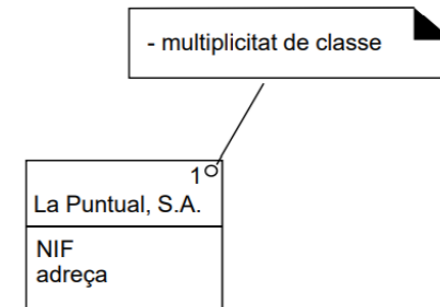 - multiplicitat de classe
1
La Puntual, S.A.
NIF
adreça